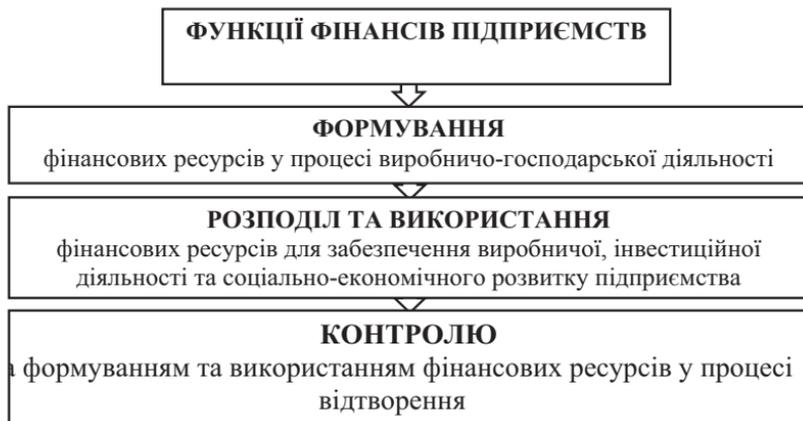 ФУНКЦІЇ ФІНАНСІВ ПІДПРИЄМСТВ
ФОРМУВАННЯ
фінансових ресурсів у процесі виробничо-господарської діяльності
РОЗПОДІЛ ТА ВИКОРИСТАННЯ
фінансових ресурсів для забезпечення виробничої, інвестиційної
діяльності та соціально-економічного розвитку підприємства
КОНТРОЛЮ
формуванням та використанням фінансових ресурсів у процесі
відтворення